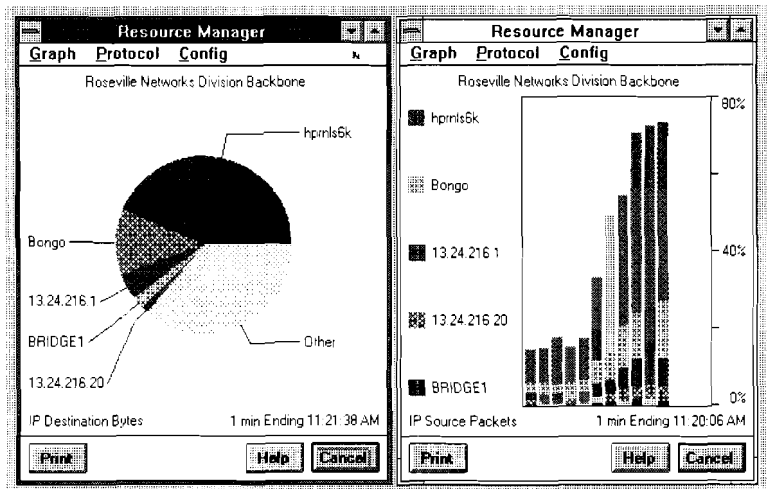 Resource Manager
Graph Protocol Config
Roseville Networks Division Backbone
hprnls6k
Bongo
13.24.216.1
BRIDGE1
13.24.216.20
Other
IP Destination Bytes
1 min Ending 11:21:38 AM
Print Help Cancel
Resource Manager
Graph Protocol Config
Roseville Networks Division Backbone
hprnls6k
Bongo
13.24.216.1
13.24.216.20
BRIDGE1
80%
40%
0%
IP Source Packets
1 min Ending 11:20:06 AM
Print Help Cancel